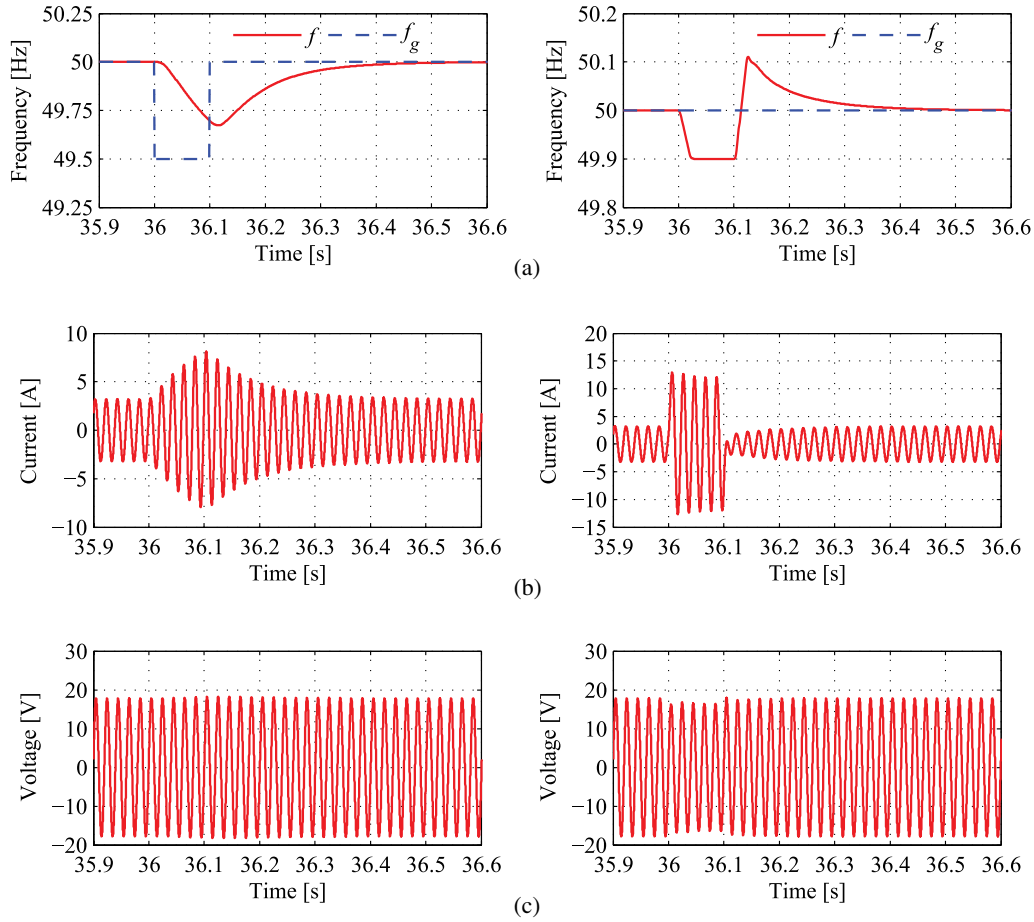 50.25
50
49.75
49.5
49.25
Frequency [Hz]
f
f_g
35.9 36 36.1 36.2 36.3 36.4 36.5 36.6
Time [s]
50.2
50.1
50
49.9
49.8
Frequency [Hz]
f
f_g
35.9 36 36.1 36.2 36.3 36.4 36.5 36.6
Time [s]
(a)
10
5
0
−5
−10
Current [A]
35.9 36 36.1 36.2 36.3 36.4 36.5 36.6
Time [s]
20
15
10
5
0
−5
−10
−15
Current [A]
35.9 36 36.1 36.2 36.3 36.4 36.5 36.6
Time [s]
(b)
30
20
10
0
−10
−20
Voltage [V]
35.9 36 36.1 36.2 36.3 36.4 36.5 36.6
Time [s]
30
20
10
0
−10
−20
Voltage [V]
35.9 36 36.1 36.2 36.3 36.4 36.5 36.6
Time [s]
(c)